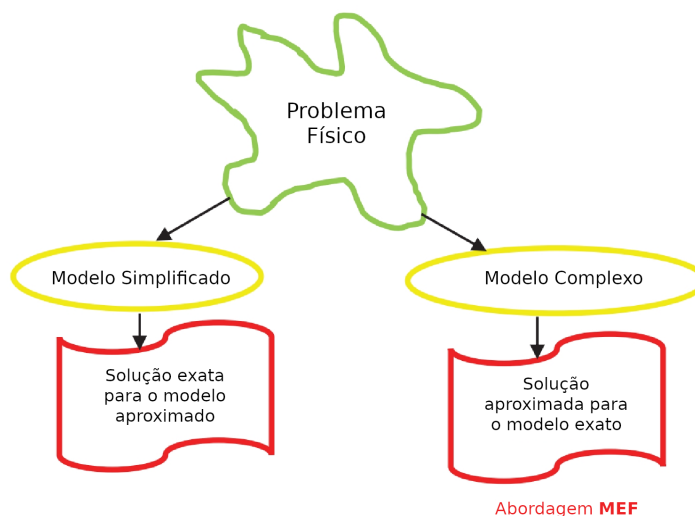 Problema
Físico
Modelo Simplificado
Modelo Complexo
Solução exata
para o modelo
aproximado
Solução
aproximada para
o modelo exato
Abordagem MEF